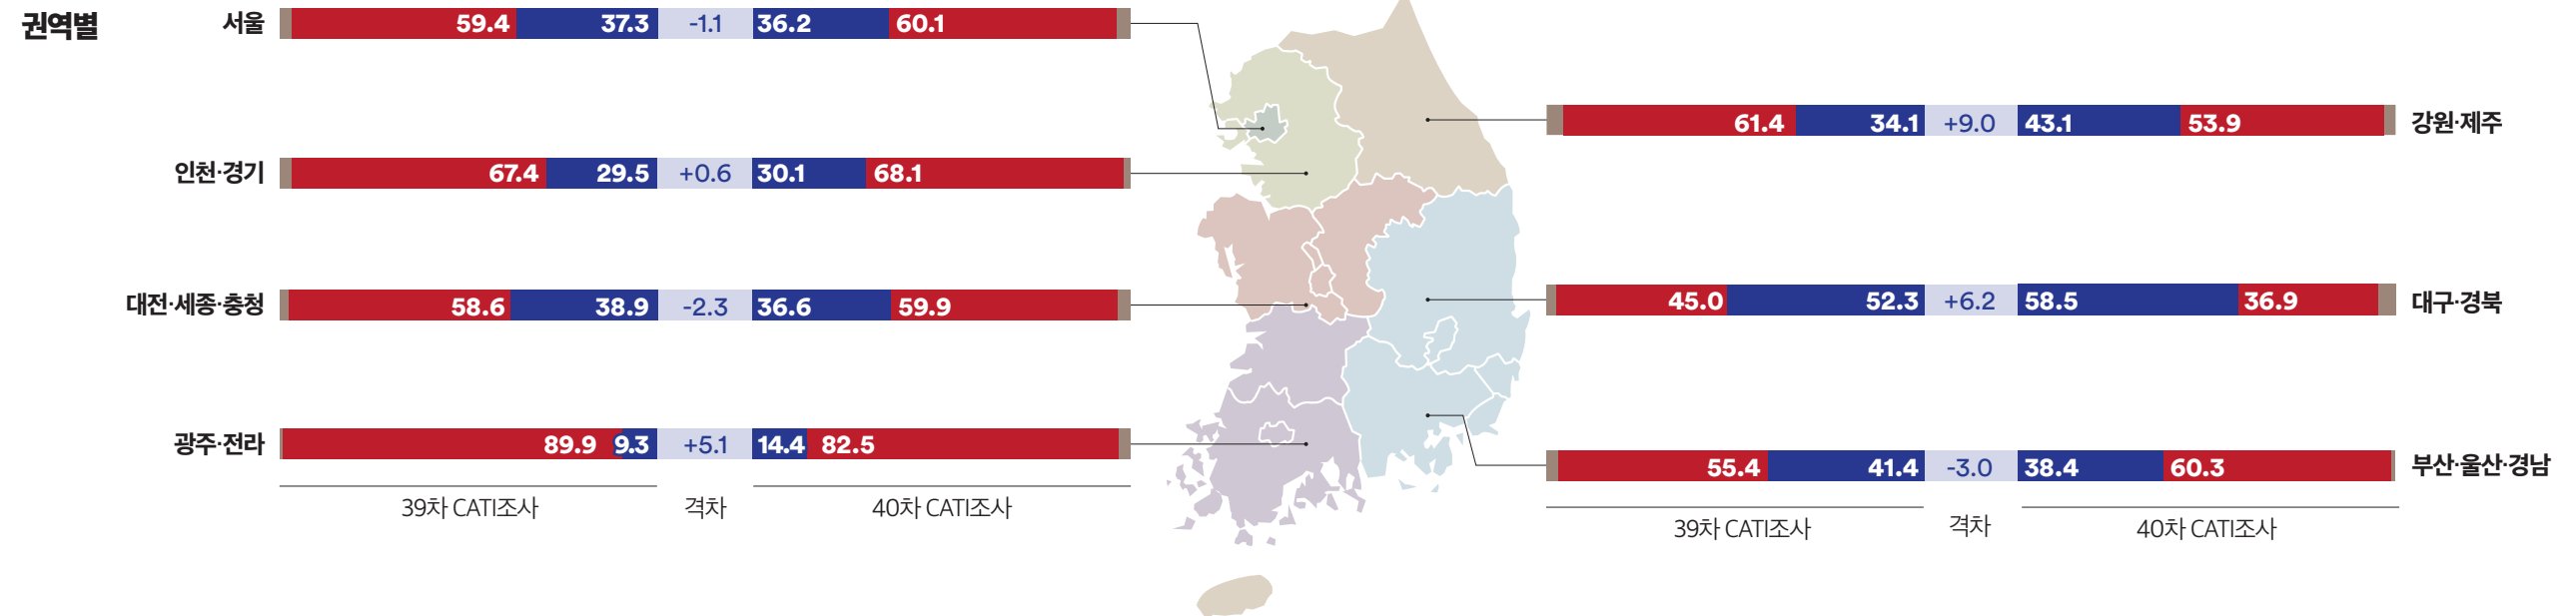 권역별
서울 59.4 37.3 -1.1 36.2 60.1
인천·경기 67.4 29.5 +0.6 30.1 68.1
대전·세종·충청 58.6 38.9 -2.3 36.6 59.9
광주·전라 89.9 9.3 +5.1 14.4 82.5
39차 CATI조사 격차 40차 CATI조사
61.4 34.1 +9.0 43.1 53.9 강원·제주
45.0 52.3 +6.2 58.5 36.9 대구·경북
55.4 41.4 -3.0 38.4 60.3 부산·울산·경남
39차 CATI조사 격차 40차 CATI조사